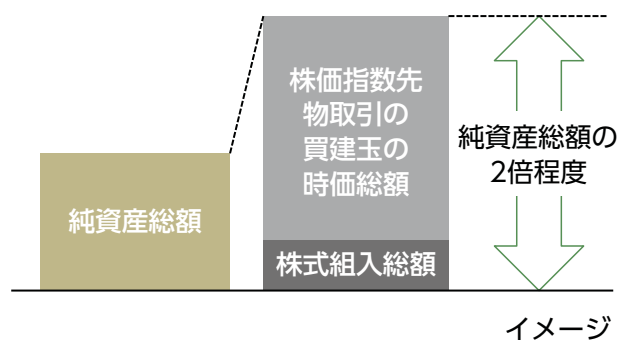 株価指数先
物取引の
買建玉の
時価総額
純資産総額の
2倍程度
純資産総額
株式組入総額
イメージ